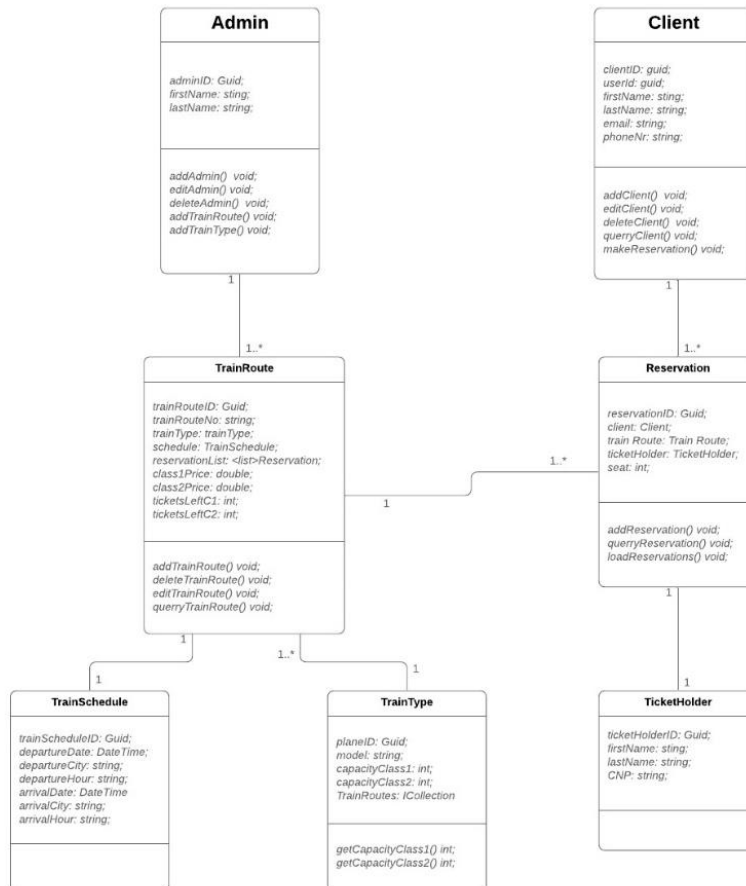 Admin
adminID: Guid;
firstName: sting;
lastName: string;
addAdmin()  void;
editAdmin() void;
deleteAdmin()  void;
addTrainRoute() void;
addTrainType() void;
Client
clientID: guid;
userId: guid;
firstName: sting;
lastName: string;
email: string;
phoneNr: string;
addClient()  void;
editClient() void;
deleteClient()  void;
querryClient() void;
makeReservation() void;
1
1..*
1
1..*
TrainRoute
trainRouteID: Guid;
trainRouteNo: string;
trainType: trainType;
schedule: TrainSchedule;
reservationList: <list>Reservation;
class1Price: double;
class2Price: double;
ticketsLeftC1: int;
ticketsLeftC2: int;
addTrainRoute() void;
deleteTrainRoute() void;
editTrainRoute() void;
querryTrainRoute() void;
1
1..*
Reservation
reservationID: Guid;
client: Client;
train Route: Train Route;
ticketHolder: TicketHolder;
seat: int;
addReservation() void;
querryReservation() void;
loadReservations() void;
1
1
1..*
1
1
1
TrainSchedule
trainScheduleID: Guid;
departureDate: DateTime;
departureCity: string;
departureHour: string;
arrivalDate: DateTime
arrivalCity: string;
arrivalHour: string;
TrainType
planeID: Guid;
model: string;
capacityClass1: int;
capacityClass2: int;
TrainRoutes: ICollection
getCapacityClass1() int;
getCapacityClass2() int;
TicketHolder
ticketHolderID: Guid;
firstName: sting;
lastName: string;
CNP: string;